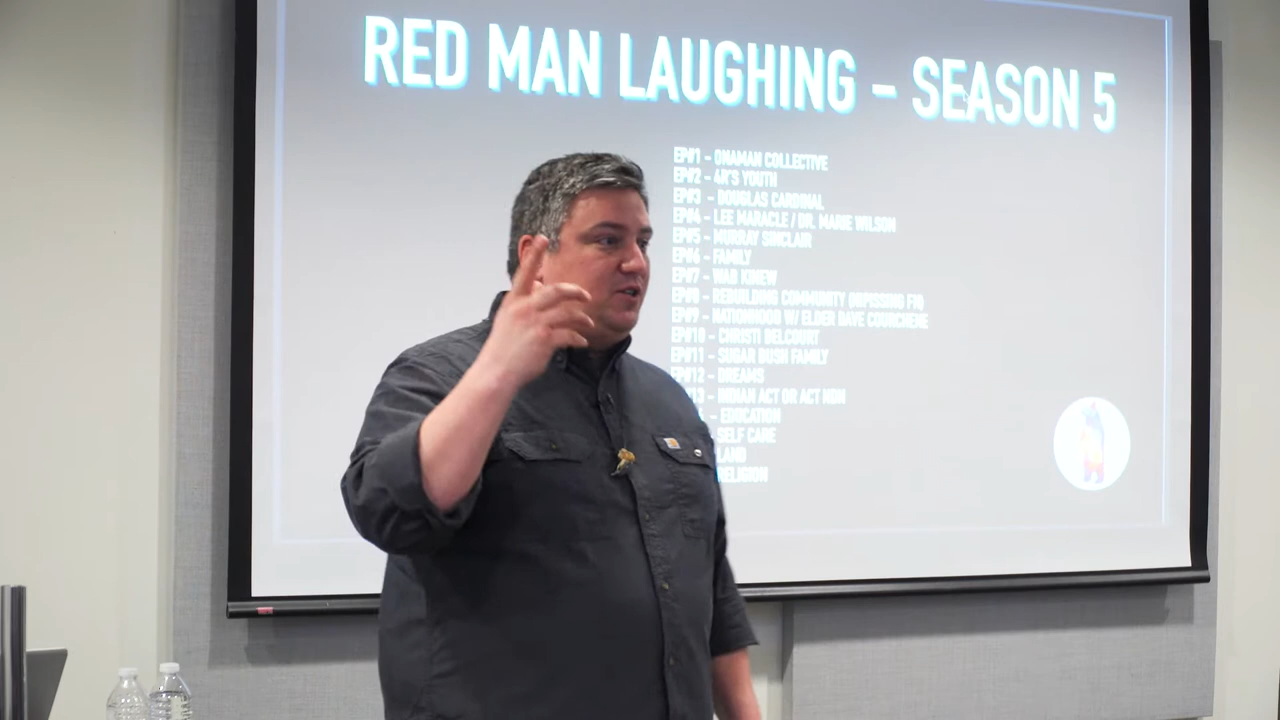 RED MAN LAUGHING – SEASON 5
EP#1 - ONAMAN COLLECTIVE
EP#2 - 4R'S YOUTH
EP#3 - DOUGLAS CARDINAL
EP#4 - LEE MARACLE / DR. MARIE WILSON
EP#5 - MURRAY SINCLAIR
EP#6 - FAMILY
EP#7 - WAB KINEW
EP#8 - REBUILDING COMMUNITY
EP#9 - NATIONHOOD W/ ELDER DAVE COURCHENE
EP#10 - CHRISTI BELCOURT
EP#11 - SUGAR BUSH FAMILY
EP#12 - DREAMS
13 - INDIAN ACT OR ACT NDN
- EDUCATION
SELF CARE
LAND
RELIGION